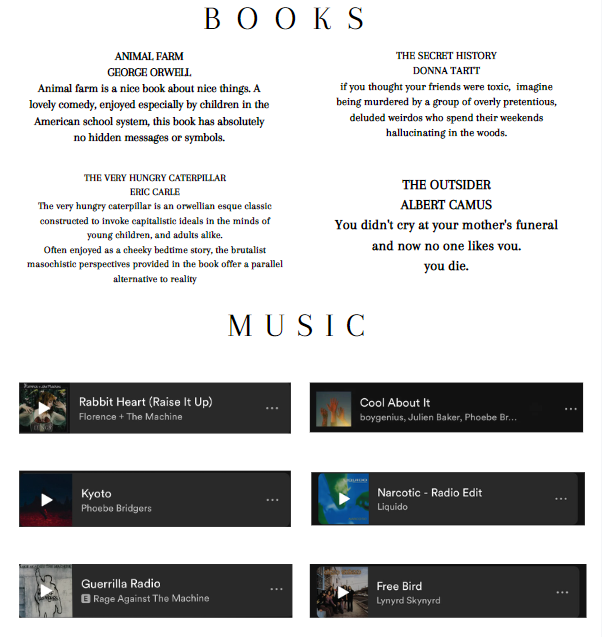 BOOKS
ANIMAL FARM
GEORGE ORWELL
Animal farm is a nice book about nice things. A
lovely comedy, enjoyed especially by children in the
American school system, this book has absolutely
no hidden messages or symbols.
THE SECRET HISTORY
DONNA TARTT
if you thought your friends were toxic, imagine
being murdered by a group of overly pretentious,
deluded weirdos who spend their weekends
hallucinating in the woods.
THE VERY HUNGRY CATERPILLAR
ERIC CARLE
The very hungry caterpillar is an orwellian esque classic
constructed to invoke capitalistic ideals in the minds of
young children, and adults alike.
Often enjoyed as a cheeky bedtime story, the brutalist
masochistic perspectives provided in the book offer a parallel
alternative to reality
THE OUTSIDER
ALBERT CAMUS
You didn't cry at your mother's funeral
and now no one likes you.
you die.
MUSIC
Rabbit Heart (Raise It Up)
Florence + The Machine
Cool About It
boygenius, Julien Baker, Phoebe Br...
Kyoto
Phoebe Bridgers
Narcotic - Radio Edit
Liquido
Guerrilla Radio
E Rage Against The Machine
Free Bird
Lynyrd Skynyrd